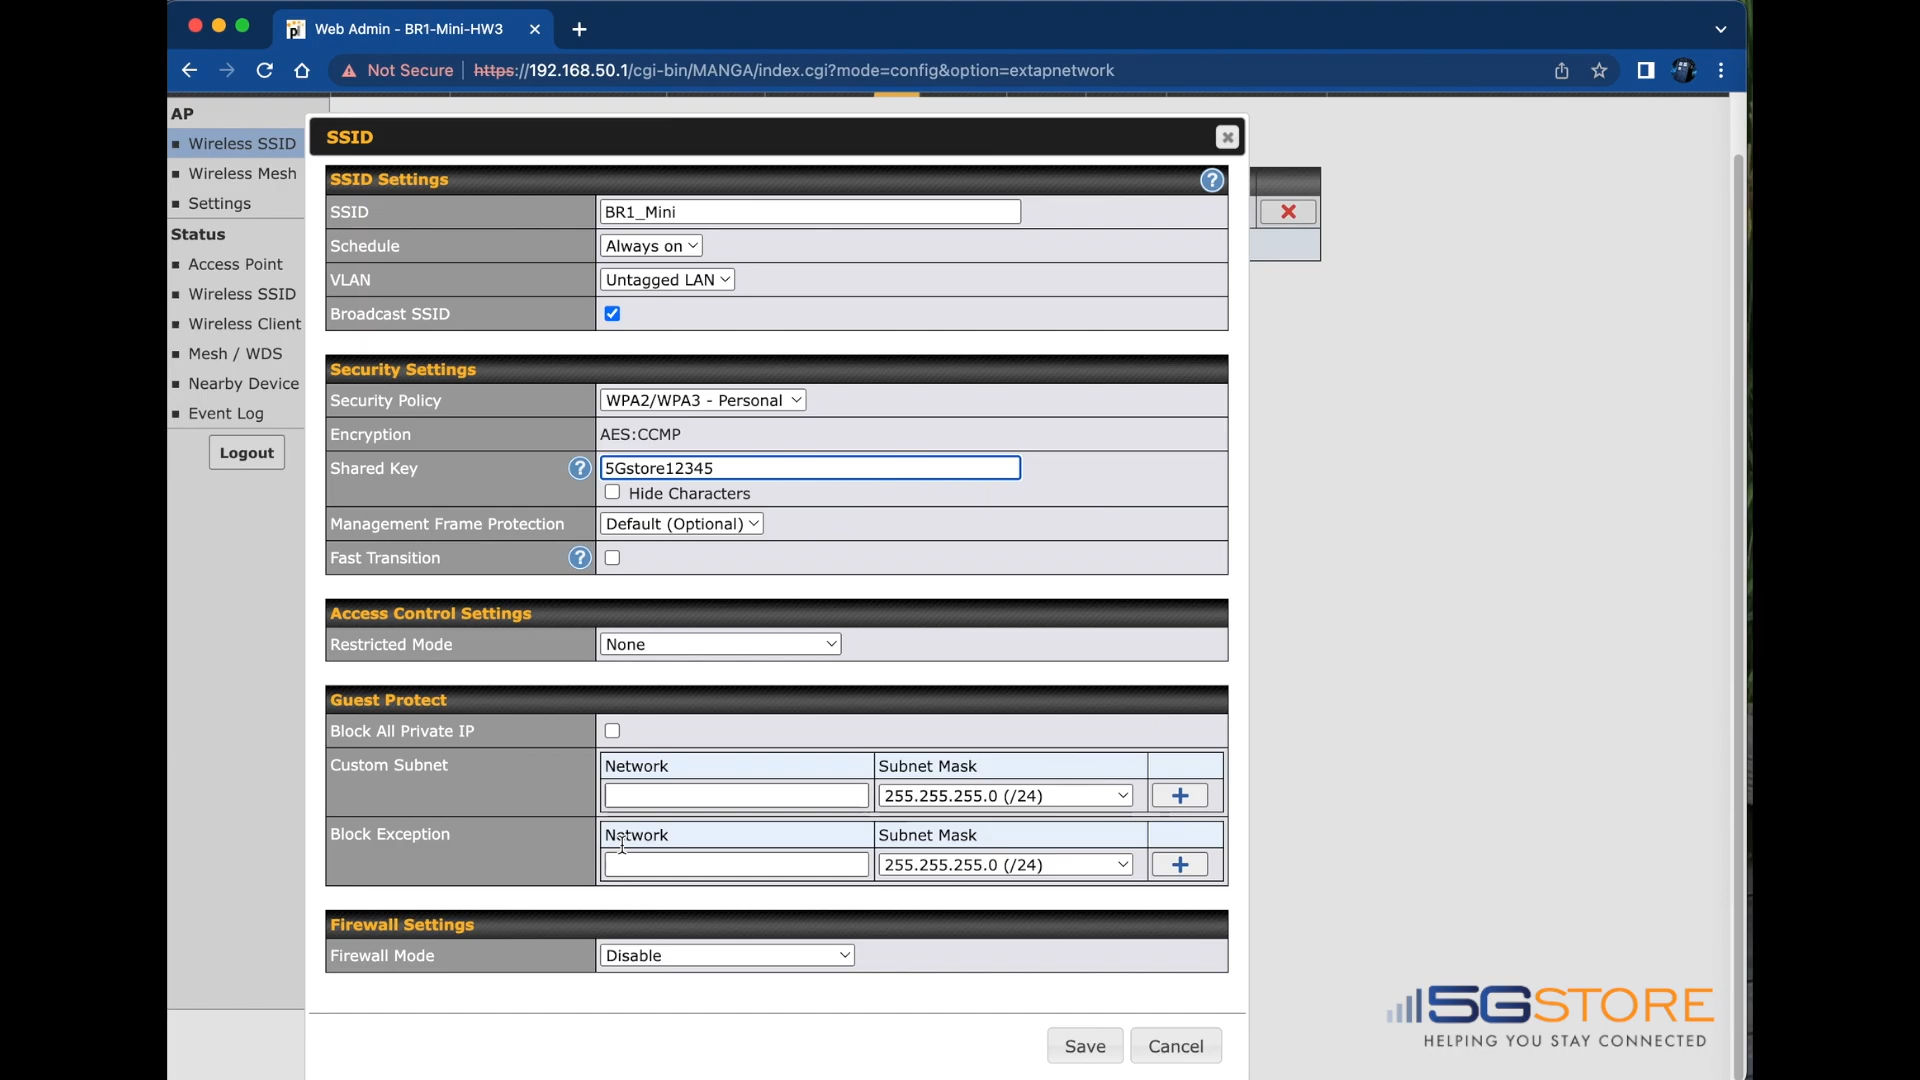 Web Admin - BR1-Mini-HW3
Not Secure https://192.168.50.1/cgi-bin/MANGA/index.cgi?mode=config&option=extapnetwork
AP
Wireless SSID
Wireless Mesh
Settings
Status
Access Point
Wireless SSID
Wireless Client
Mesh / WDS
Nearby Device
Event Log
Logout
SSID
SSID Settings
SSID BR1_Mini
Schedule Always on
VLAN Untagged LAN
Broadcast SSID
Security Settings
Security Policy WPA2/WPA3 - Personal
Encryption AES:CCMP
Shared Key 5Gstore12345
Hide Characters
Management Frame Protection Default (Optional)
Fast Transition
Access Control Settings
Restricted Mode None
Guest Protect
Block All Private IP
Custom Subnet Network Subnet Mask
255.255.255.0 (/24)
Block Exception Network Subnet Mask
255.255.255.0 (/24)
Firewall Settings
Firewall Mode Disable
Save Cancel
5GSTORE
HELPING YOU STAY CONNECTED